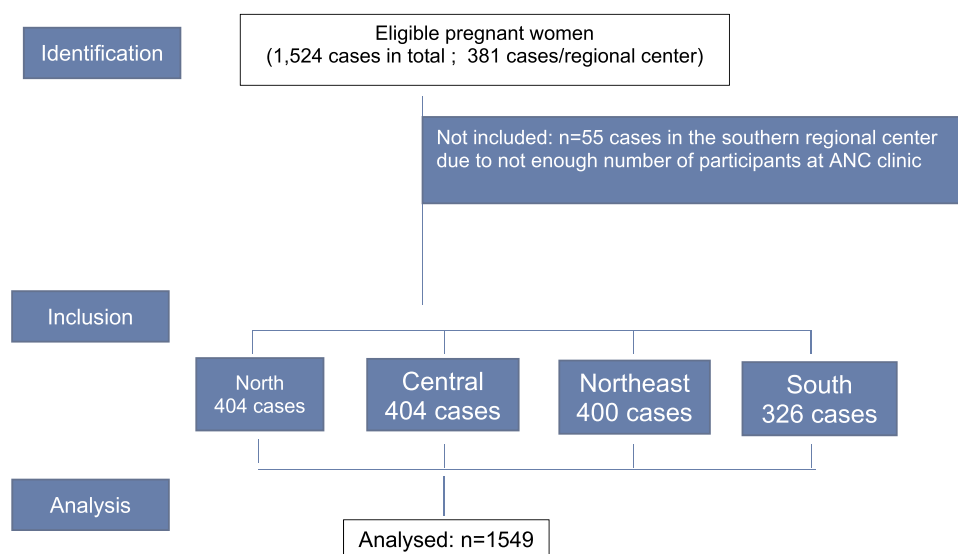 Identification
Eligible pregnant women
(1,524 cases in total ; 381 cases/regional center)
Not included: n=55 cases in the southern regional center
due to not enough number of participants at ANC clinic
Inclusion
North
404 cases
Central
404 cases
Northeast
400 cases
South
326 cases
Analysis
Analysed: n=1549